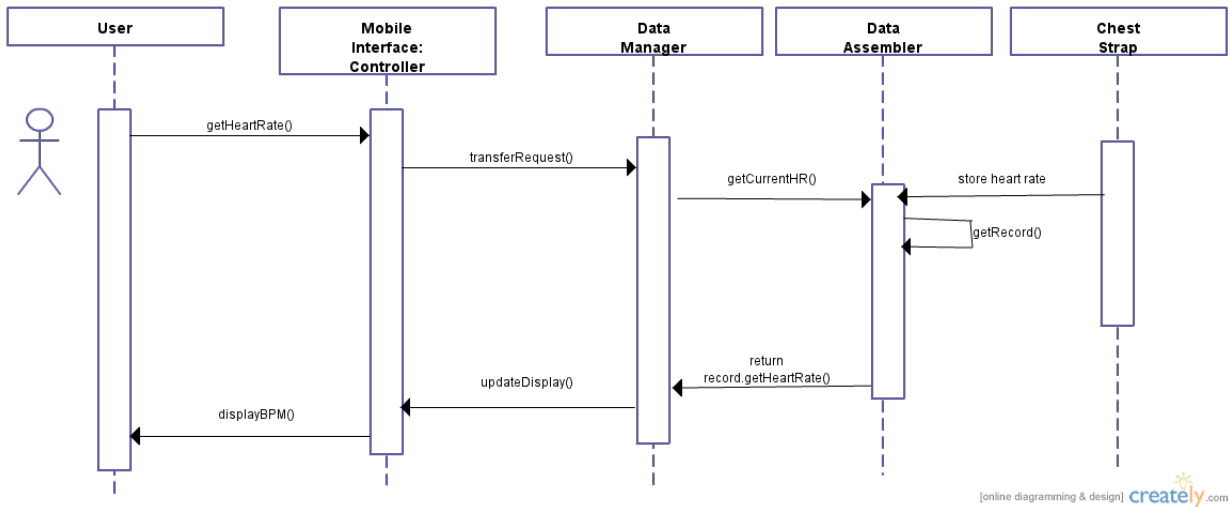 User
Mobile
Interface:
Controller
Data
Manager
Data
Assembler
Chest
Strap
getHeartRate()
transferRequest()
getCurrentHR()
store heart rate
getRecord()
return
record.getHeartRate()
updateDisplay()
displayBPM()
[online diagramming & design] creately.com